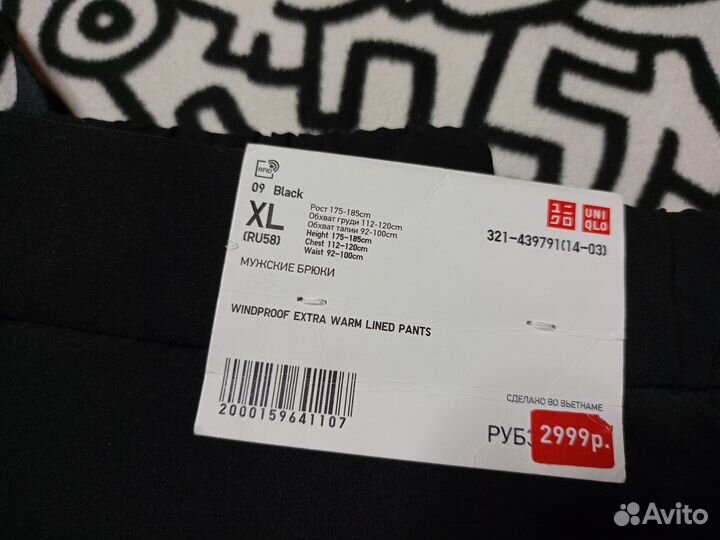 RFID
09 Black
XL
(RU58)
Рост 175-185cm
Обхват груди 112-120cm
Обхват талии 92-100cm
Height 175-185cm
Chest 112-120cm
Waist 92-100cm
МУЖСКИЕ БРЮКИ
ユニクロ
UNIQLO
321-439791(14-03)
WINDPROOF EXTRA WARM LINED PANTS
2000159641107
СДЕЛАНО ВО ВЬЕТНАМЕ
РУБ
2999р.
Avito